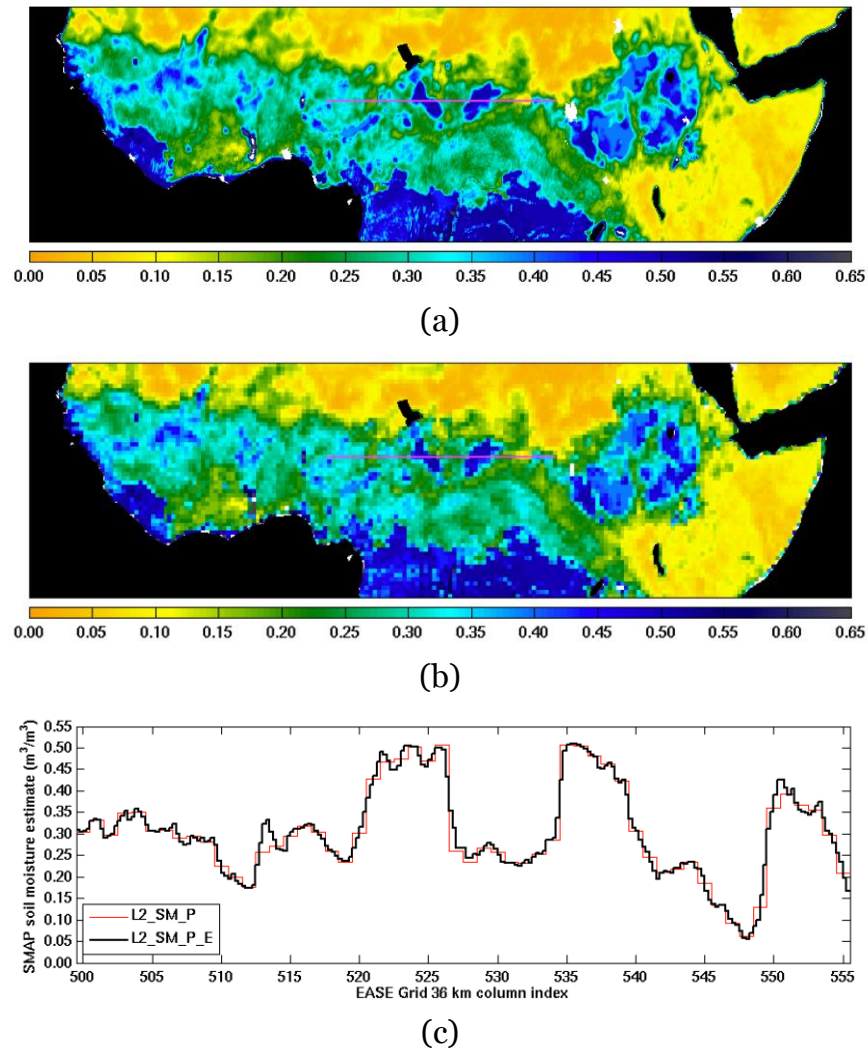 0.00 0.05 0.10 0.15 0.20 0.25 0.30 0.35 0.40 0.45 0.50 0.55 0.65
(a)
0.00 0.05 0.10 0.15 0.20 0.25 0.30 0.35 0.40 0.45 0.50 0.55 0.65
(b)
SMAP soil moisture estimate (m³/m³)
0.55
0.50
0.45
0.40
0.35
0.30
0.25
0.20
0.15
0.10
0.05
0.00
L2_SM_P
L2_SM_P_E
500 505 510 515 520 525 530 535 540 545 550 555
EASE Grid 36 km column index
(c)